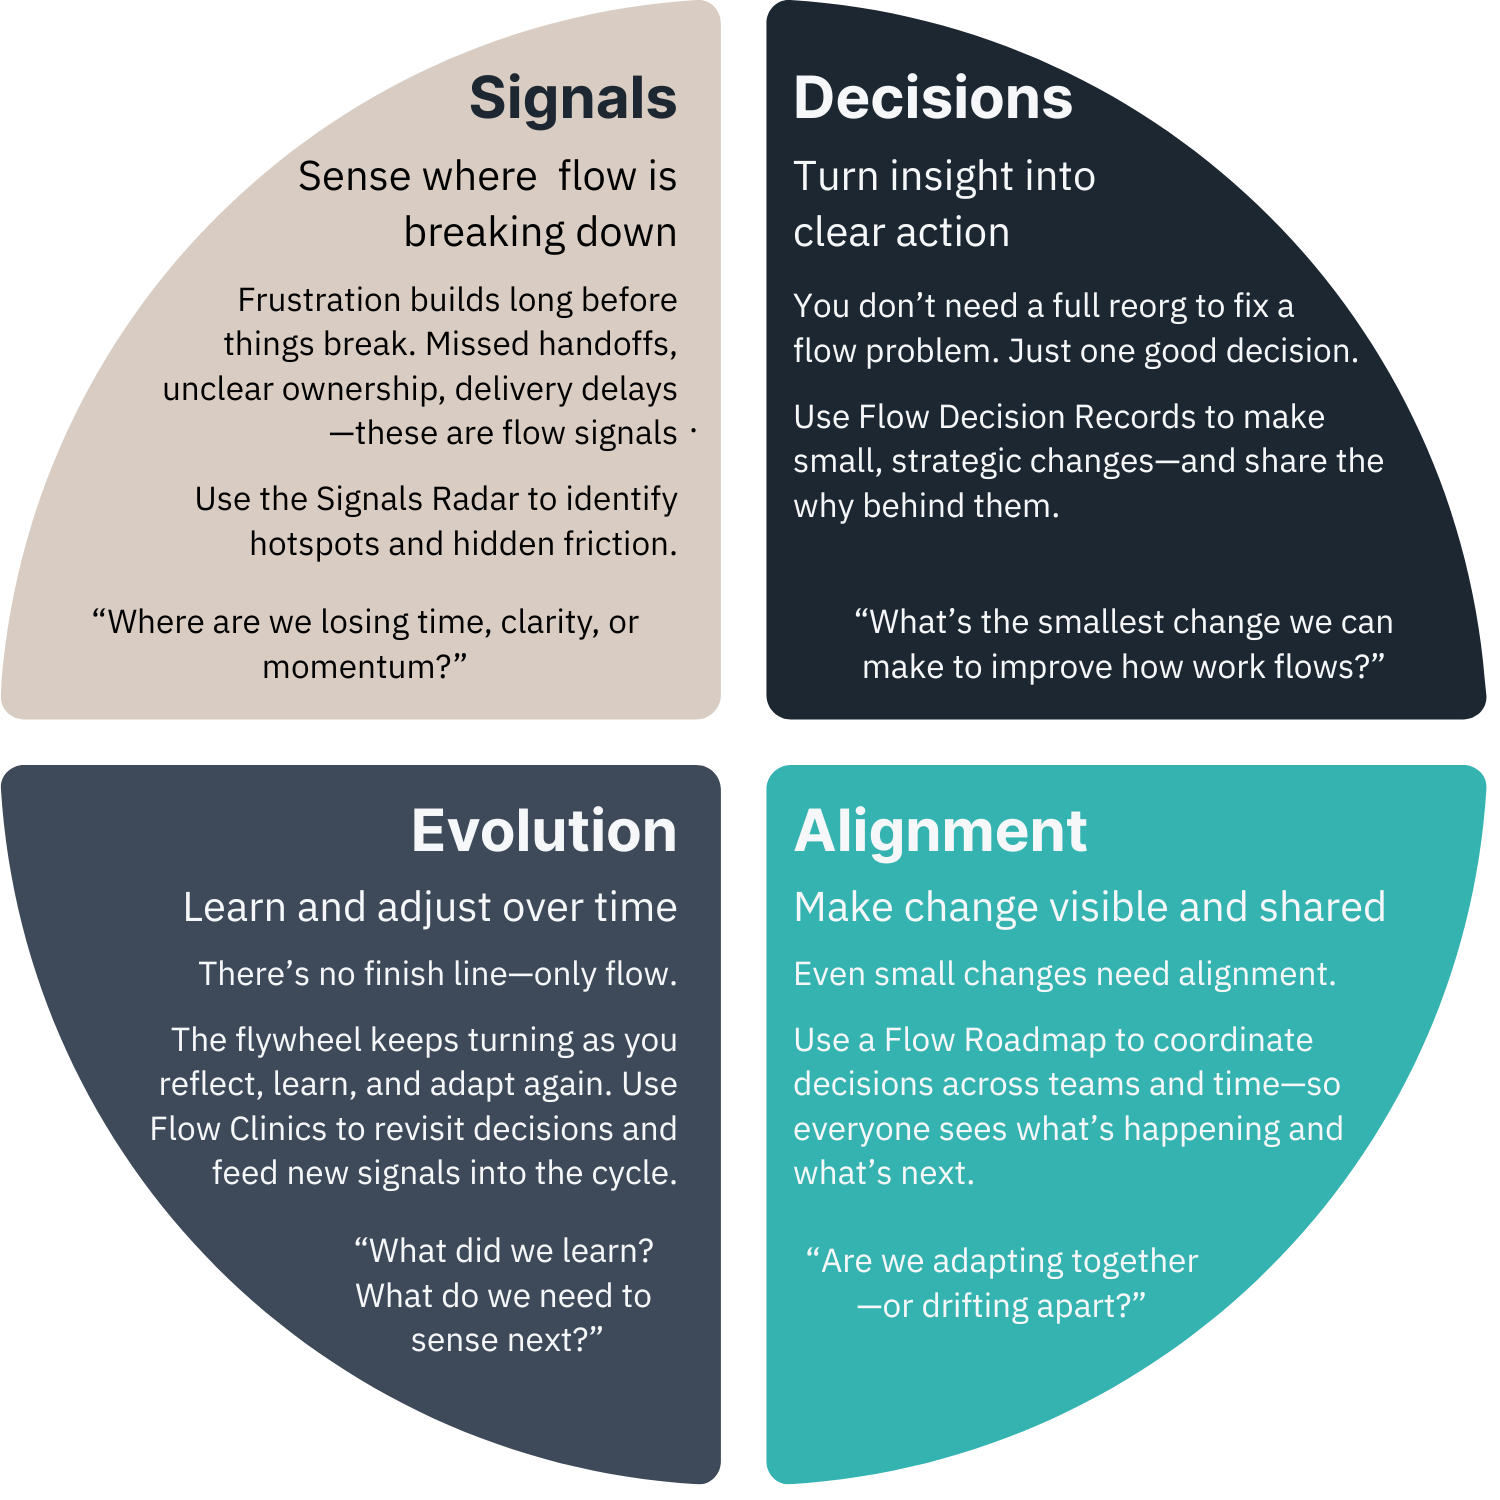 Signals
Sense where  flow is
breaking down
Frustration builds long before
things break. Missed handoffs,
unclear ownership, delivery delays
—these are flow signals ·
Use the Signals Radar to identify
hotspots and hidden friction.
“Where are we losing time, clarity, or
momentum?”
Decisions
Turn insight into
clear action
You don’t need a full reorg to fix a
flow problem. Just one good decision.
Use Flow Decision Records to make
small, strategic changes—and share the
why behind them.
“What’s the smallest change we can
make to improve how work flows?”
Evolution
Learn and adjust over time
There’s no finish line—only flow.
The flywheel keeps turning as you
reflect, learn, and adapt again. Use
Flow Clinics to revisit decisions and
feed new signals into the cycle.
“What did we learn?
What do we need to
sense next?”
Alignment
Make change visible and shared
Even small changes need alignment.
Use a Flow Roadmap to coordinate
decisions across teams and time—so
everyone sees what’s happening and
what’s next.
“Are we adapting together
—or drifting apart?”